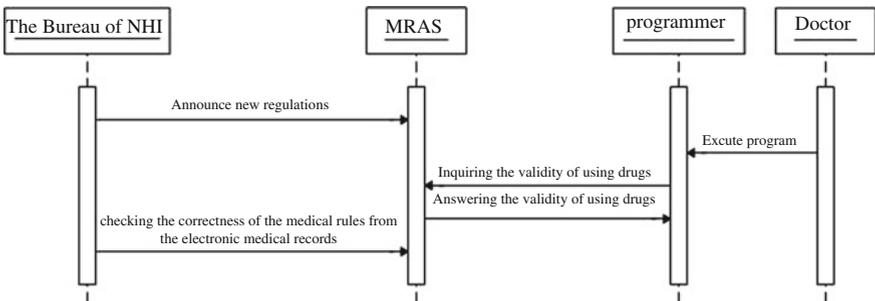 The Bureau of NHI
MRAS
programmer
Doctor
Announce new regulations
Excute program
Inquiring the validity of using drugs
Answering the validity of using drugs
checking the correctness of the medical rules from
the electronic medical records